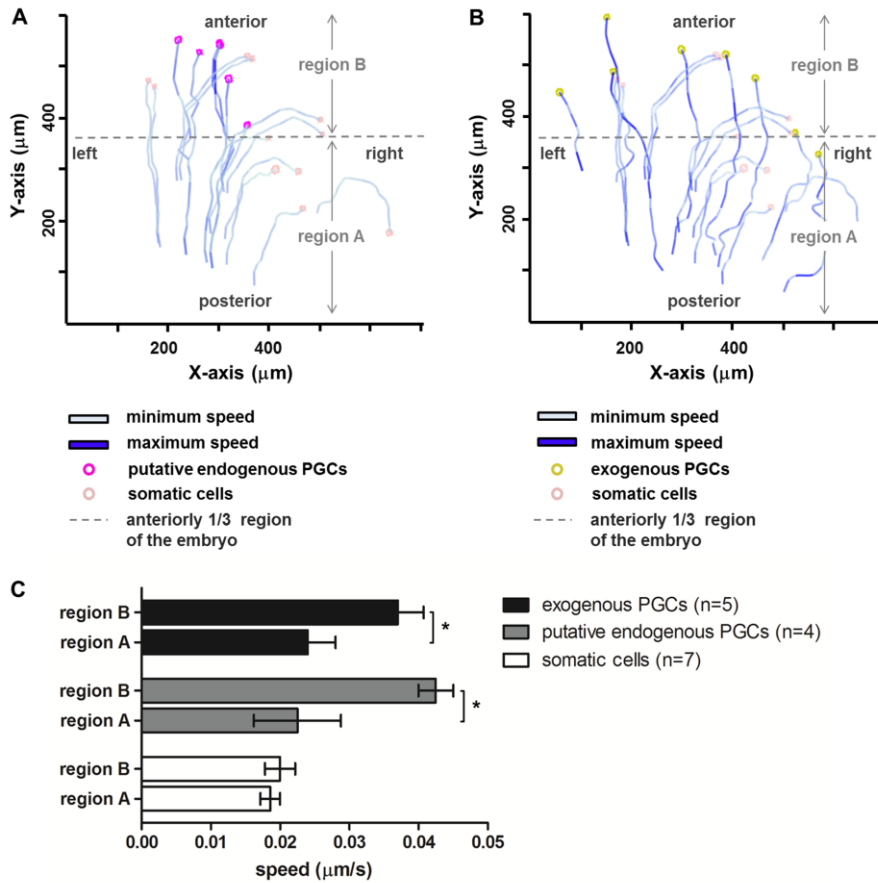 A
anterior
region B
left
right
region A
posterior
Y-axis (μm)
400
200
200
400
X-axis (μm)
minimum speed
maximum speed
putative endogenous PGCs
somatic cells
anteriorly 1/3 region
of the embryo
B
anterior
region B
left
right
region A
posterior
Y-axis (μm)
400
200
200
400
X-axis (μm)
minimum speed
maximum speed
exogenous PGCs
somatic cells
anteriorly 1/3 region
of the embryo
C
region B
region A
*
region B
region A
*
region B
region A
0.00 0.01 0.02 0.03 0.04 0.05
speed (μm/s)
exogenous PGCs (n=5)
putative endogenous PGCs (n=4)
somatic cells (n=7)